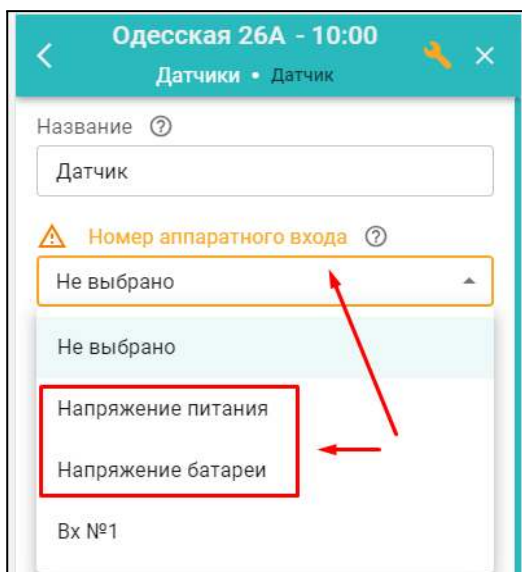 Одесская 26А - 10:00
Датчики • Датчик
Название
Датчик
Номер аппаратного входа
Не выбрано
Не выбрано
Напряжение питания
Напряжение батареи
Вх №1